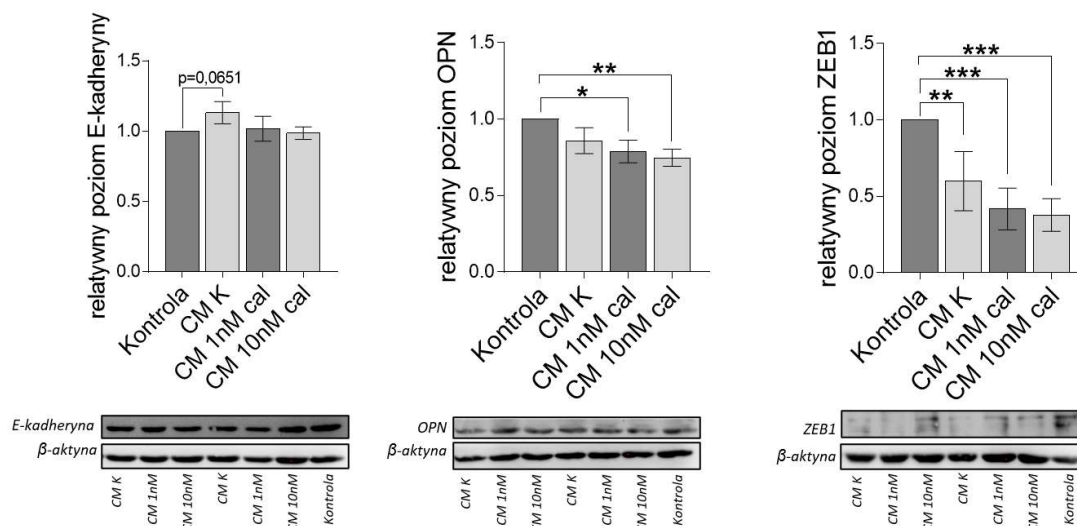 relatywny poziom E-kadheryny
1.5
1.0
0.5
0.0
p=0,0651
Kontrola
CM K
CM 1nM cal
CM 10nM cal
E-kadheryna
β-aktyna
CM K
CM 1nM
CM 10nM
CM K
CM 1nM
CM 10nM
Kontrola
relatywny poziom OPN
1.5
1.0
0.5
0.0
**
*
Kontrola
CM K
CM 1nM cal
CM 10nM cal
OPN
β-aktyna
CM K
CM 1nM
CM 10nM
CM K
CM 1nM
CM 10nM
Kontrola
relatywny poziom ZEB1
1.5
1.0
0.5
0.0
***
***
**
Kontrola
CM K
CM 1nM cal
CM 10nM cal
ZEB1
β-aktyna
CM K
CM 1nM
CM 10nM
CM K
CM 1nM
CM 10nM
Kontrola